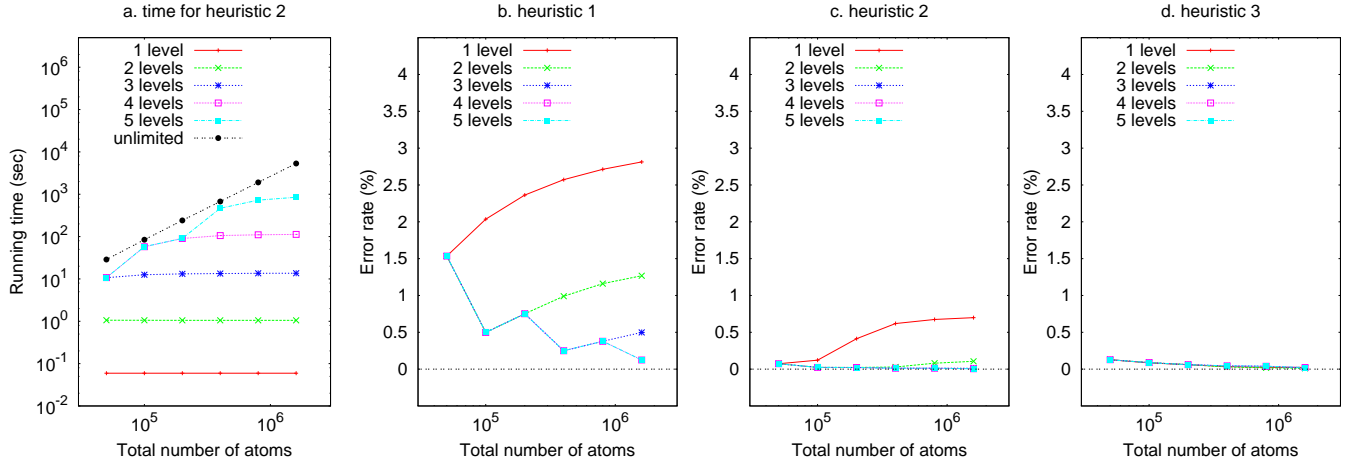 a. time for heuristic 2
10^6
10^5
10^4
10^3
10^2
10^1
10^0
10^-1
10^-2
Running time (sec)
1 level
2 levels
3 levels
4 levels
5 levels
unlimited
10^5
10^6
Total number of atoms
b. heuristic 1
4
3.5
3
2.5
2
1.5
1
0.5
0
Error rate (%)
1 level
2 levels
3 levels
4 levels
5 levels
10^5
10^6
Total number of atoms
c. heuristic 2
4
3.5
3
2.5
2
1.5
1
0.5
0
Error rate (%)
1 level
2 levels
3 levels
4 levels
5 levels
10^5
10^6
Total number of atoms
d. heuristic 3
4
3.5
3
2.5
2
1.5
1
0.5
0
Error rate (%)
1 level
2 levels
3 levels
4 levels
5 levels
10^5
10^6
Total number of atoms